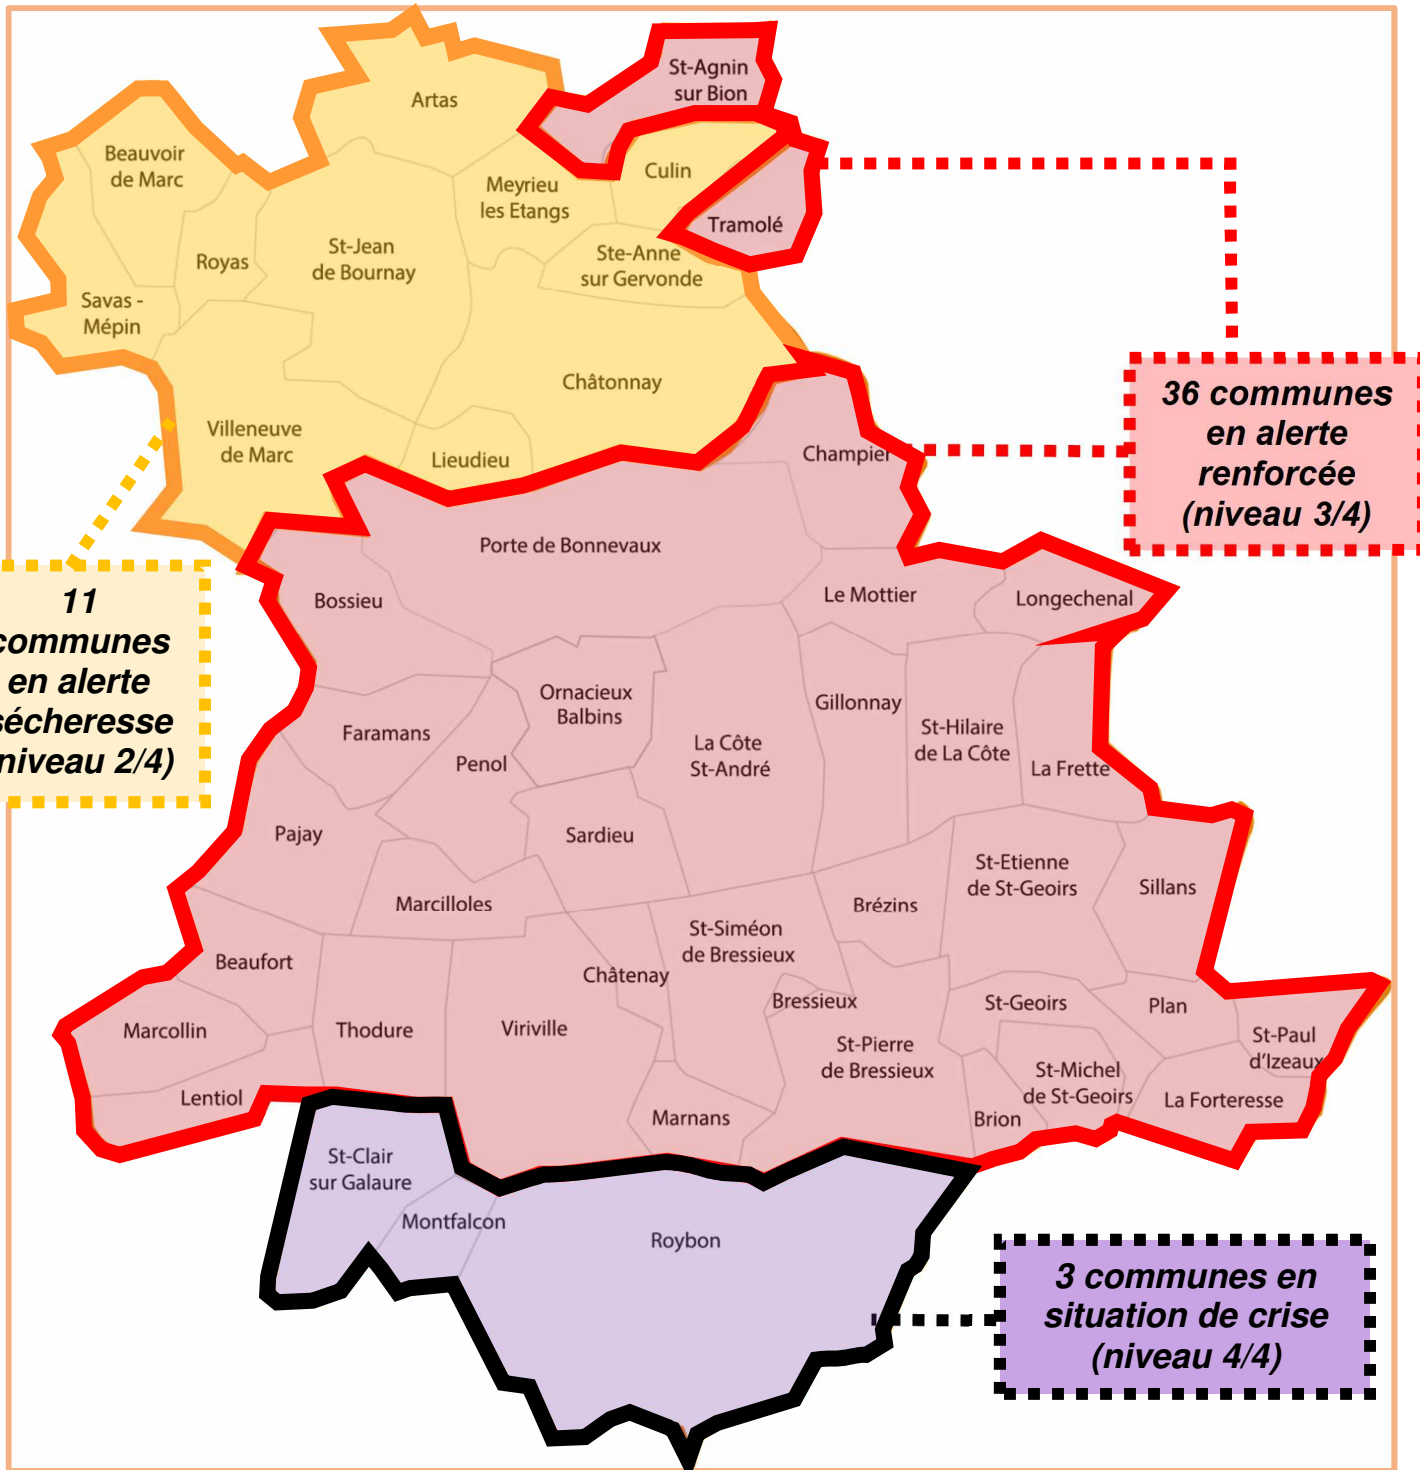 St-Agnin
sur Bion
Artas
Beauvoir
de Marc
Culin
Meyrieu
les Etangs
Tramolé
St-Jean
de Bournay
Royas
Ste-Anne
sur Gervonde
Savas -
Mépin
Châtonnay
Villeneuve
de Marc
Lieudieu
Champier
36 communes
en alerte
renforcée
(niveau 3/4)
Porte de Bonnevaux
Bossieu
Le Mottier
Longechenal
11
communes
en alerte
sécheresse
niveau 2/4)
Ornacieux
Balbins
Gillonnay
Faramans
St-Hilaire
de La Côte
La Côte
St-André
Penol
La Frette
Pajay
Sardieu
St-Etienne
de St-Geoirs
Sillans
Marcilloles
Brézins
St-Siméon
de Bressieux
Beaufort
Châtenay
Bressieux
St-Geoirs
Plan
Marcollin
Thodure
Viriville
St-Pierre
de Bressieux
St-Paul
d'Izeaux
St-Michel
de St-Geoirs
Lentiol
La Forteresse
Marnans
Brion
St-Clair
sur Galaure
Montfalcon
Roybon
3 communes en
situation de crise
(niveau 4/4)